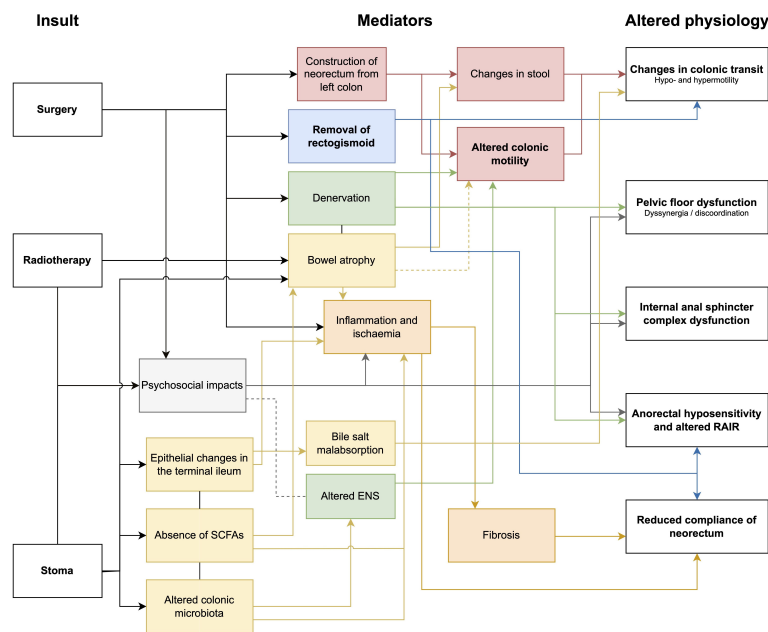 Insult
Mediators
Altered physiology
Surgery
Radiotherapy
Stoma
Construction of
neorectum from
left colon
Changes in stool
Removal of
rectogismoid
Altered colonic
motility
Denervation
Bowel atrophy
Inflammation and
ischaemia
Psychosocial impacts
Epithelial changes in
the terminal ileum
Bile salt
malabsorption
Altered ENS
Absence of SCFAs
Fibrosis
Altered colonic
microbiota
Changes in colonic transit
Hypo- and hypermotility
Pelvic floor dysfunction
Dyssynergia / discordination
Internal anal sphincter
complex dysfunction
Anorectal hyposensitivity
and altered RAIR
Reduced compliance of
neorectum